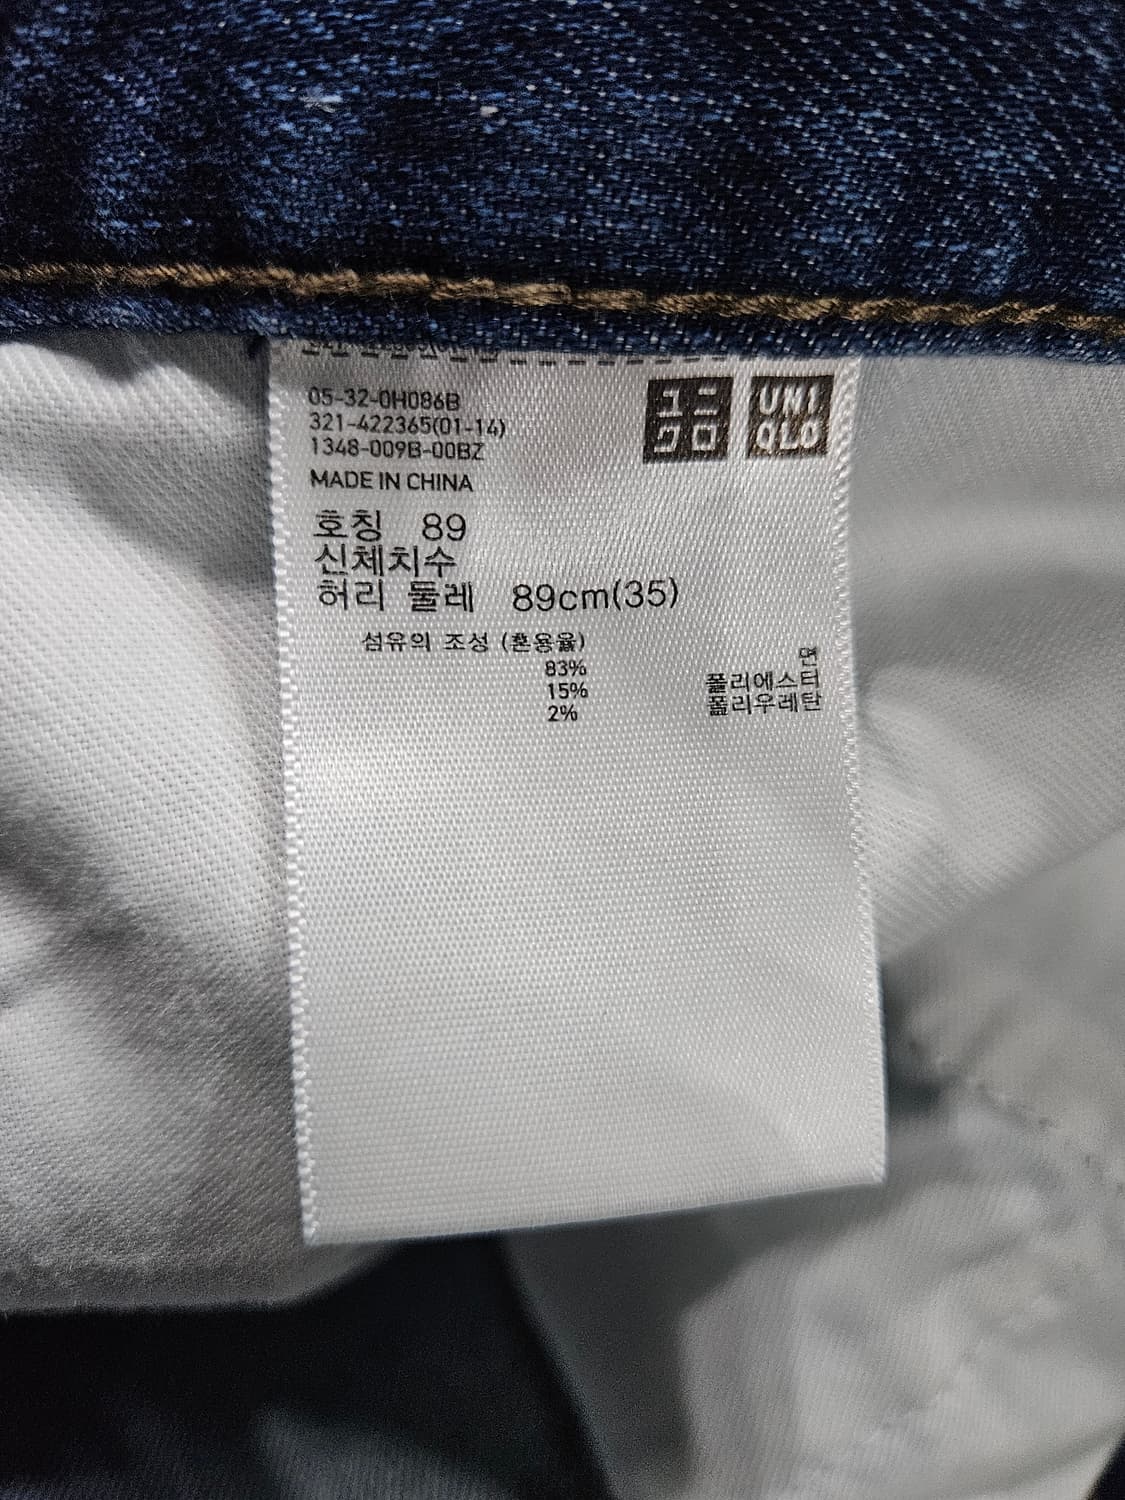 05-32-0H086B
321-422365(01-14)
1348-009B-00BZ
MADE IN CHINA
ユニ
クロ
UNI
QLO
호칭 89
신체치수
허리 둘레 89cm(35)
섬유의 조성 (혼용율)
83% 면
15% 폴리에스터
2% 폴리우레탄